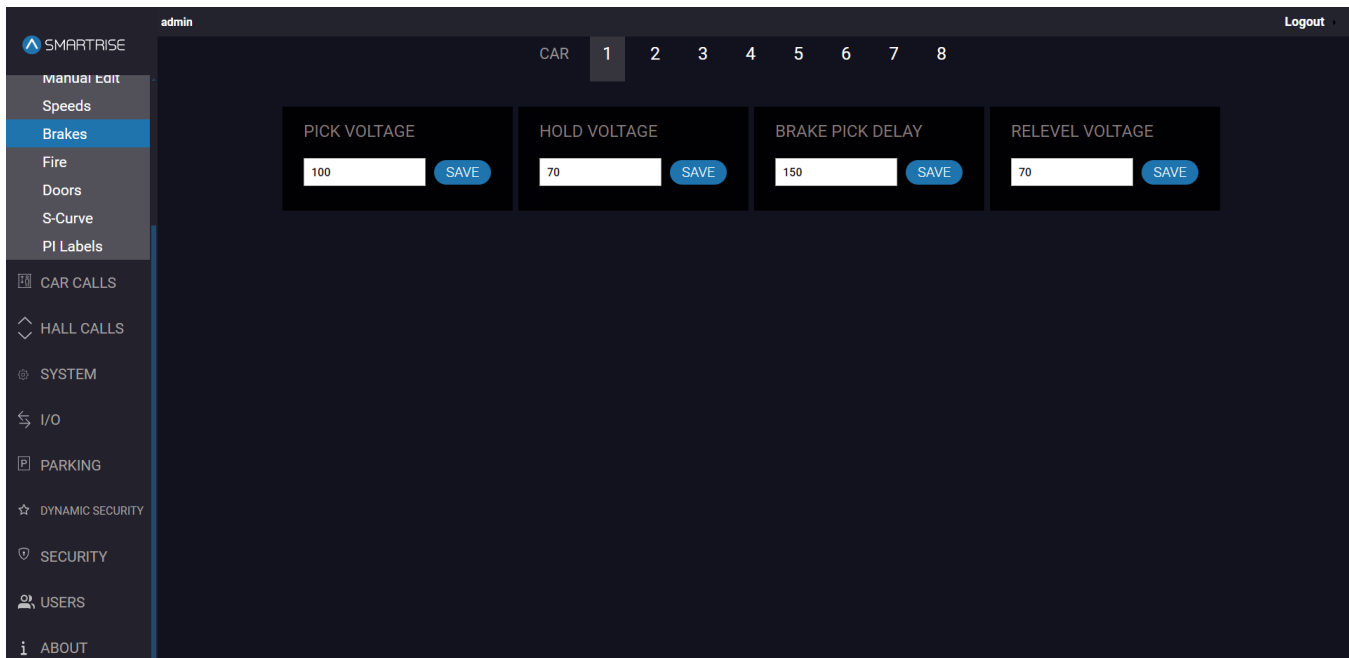 admin
Logout
SMARTRISE
CAR 1 2 3 4 5 6 7 8
Manual Edit
Speeds
Brakes
Fire
Doors
S-Curve
PI Labels
CAR CALLS
HALL CALLS
SYSTEM
I/O
P PARKING
DYNAMIC SECURITY
SECURITY
USERS
i ABOUT
PICK VOLTAGE
100 SAVE
HOLD VOLTAGE
70 SAVE
BRAKE PICK DELAY
150 SAVE
RELEVEL VOLTAGE
70 SAVE